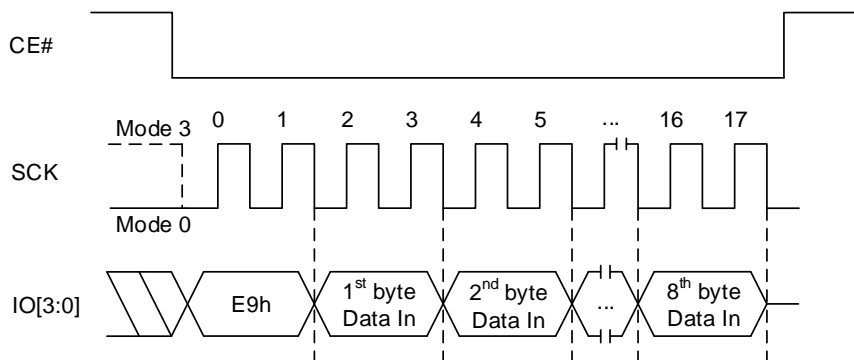 CE#
0 1 2 3 4 5 ... 16 17
Mode 3
SCK
Mode 0
IO[3:0]
E9h
1st byte
Data In
2nd byte
Data In
...
8th byte
Data In